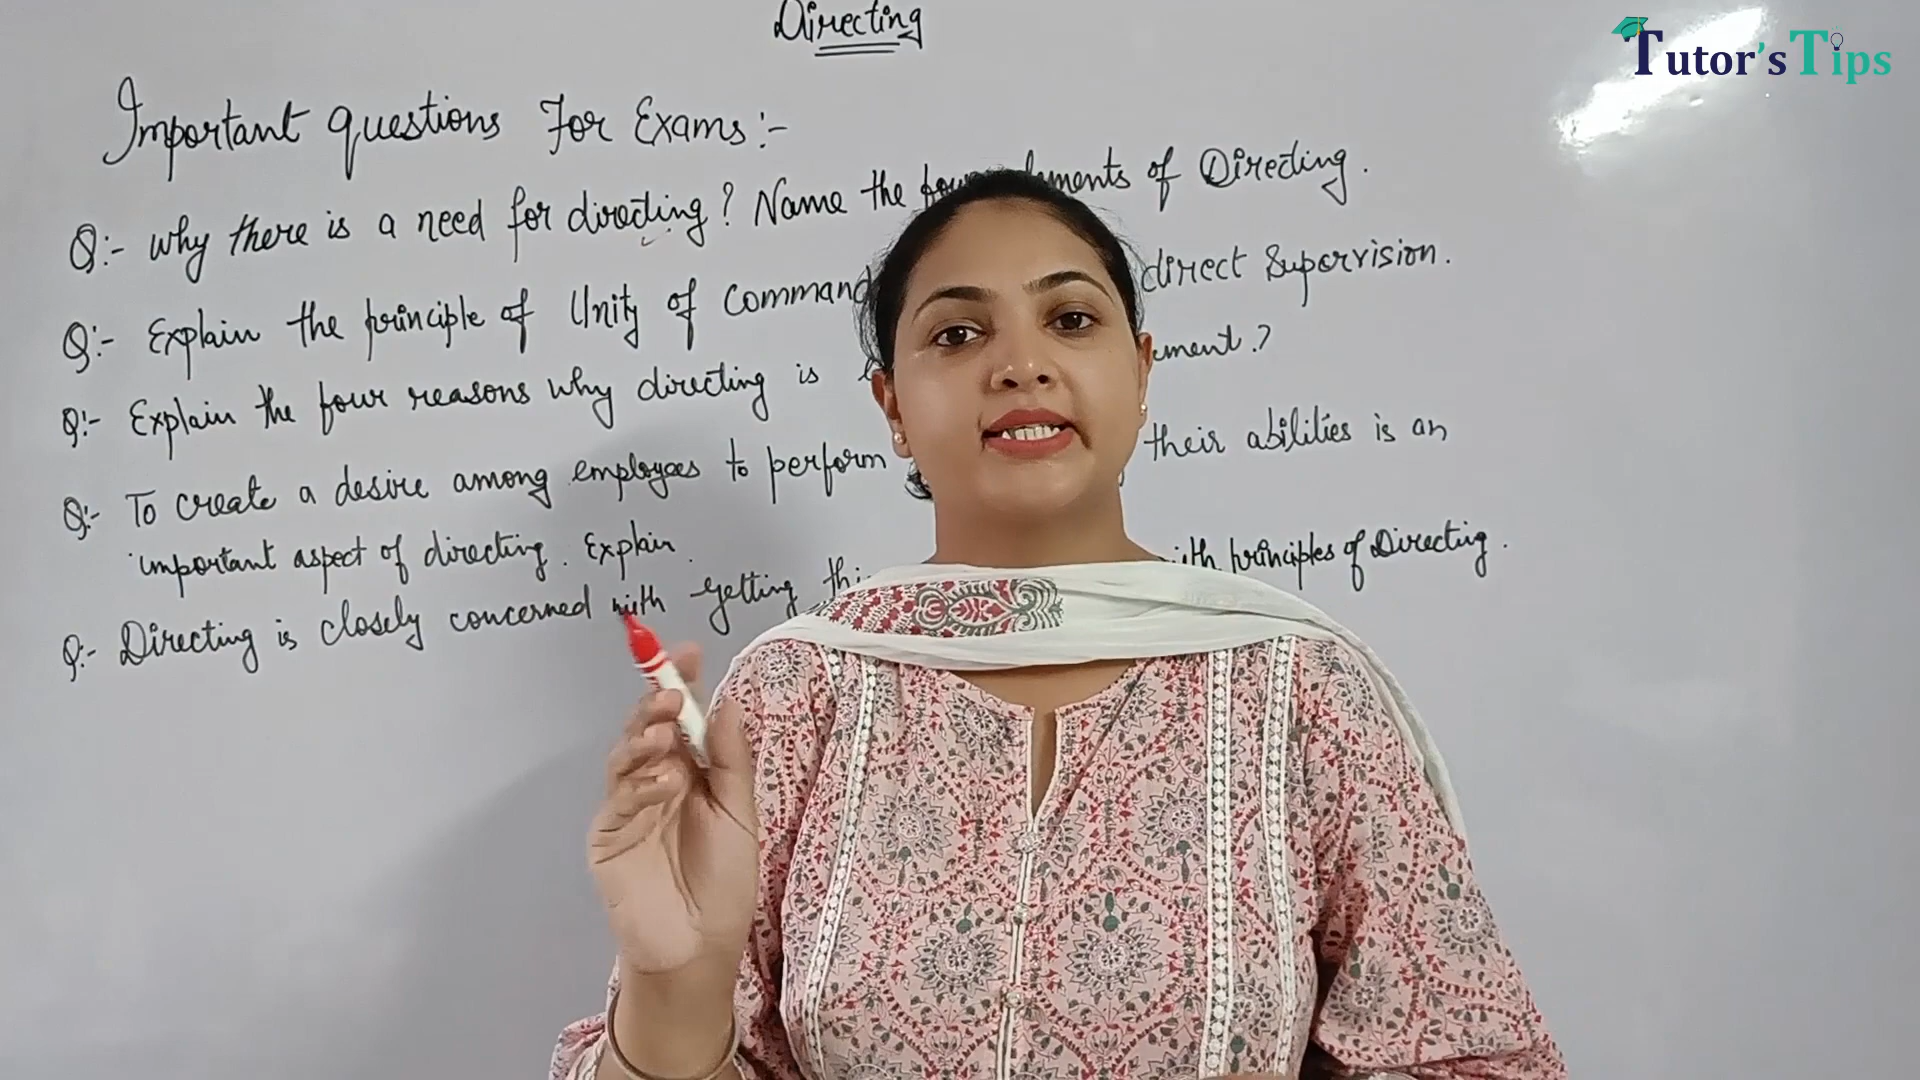 Directing
Tutor'sTips
Important questions For Exams:-
Q:- why there is a need for directing? Name the four elements of Directing.
Q:- Explain the principle of Unity of Command direct Supervision.
Q:- Explain the four reasons why directing is
Q:- To create a desire among employees to perform their abilities is an
important aspect of directing. Explain.
Q:- Directing is closely concerned with getting with principles of Directing.